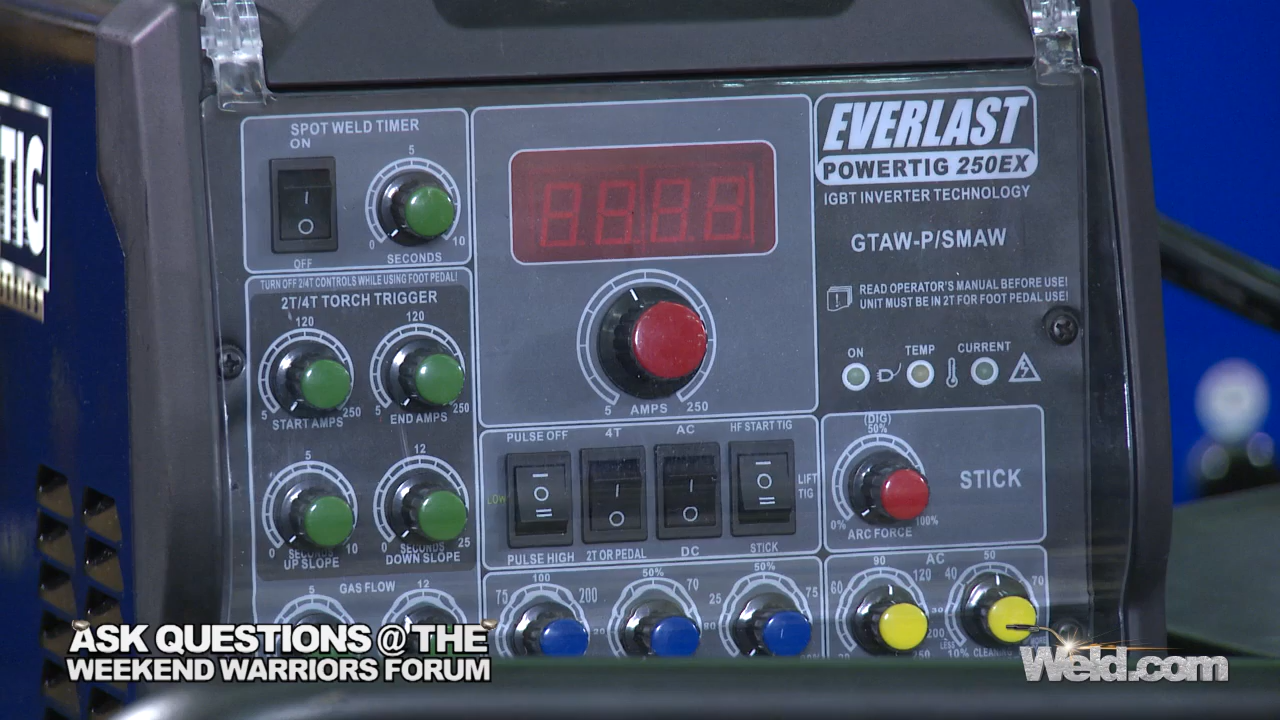 TIG
SPOT WELD TIMER
ON
5
0
10
OFF
SECONDS
EVERLAST
POWERTIG 250EX
IGBT INVERTER TECHNOLOGY
GTAW-P/SMAW
READ OPERATOR'S MANUAL BEFORE USE!
UNIT MUST BE IN 2T FOR FOOT PEDAL USE!
ON
TEMP
CURRENT
TURN OFF 2/4T CONTROLS WHILE USING FOOT PEDAL!
2T/4T TORCH TRIGGER
120
120
5
250
5
250
START AMPS
END AMPS
5
12
0
SECONDS
10
0
SECONDS
25
UP SLOPE
DOWN SLOPE
GAS FLOW
5
12
8888
5
AMPS
250
PULSE OFF
4T
AC
HF START TIG
LOW
LIFT
TIG
PULSE HIGH
2T OR PEDAL
DC
STICK
(DIG)
50%
STICK
0%
100%
ARC FORCE
100
75
200
50%
70
50%
25
75
AC
90
60
120
200
50
40
70
30
LESS
10%
CLEANING
ASK QUESTIONS @ THE
WEEKEND WARRIORS FORUM
Weld.com